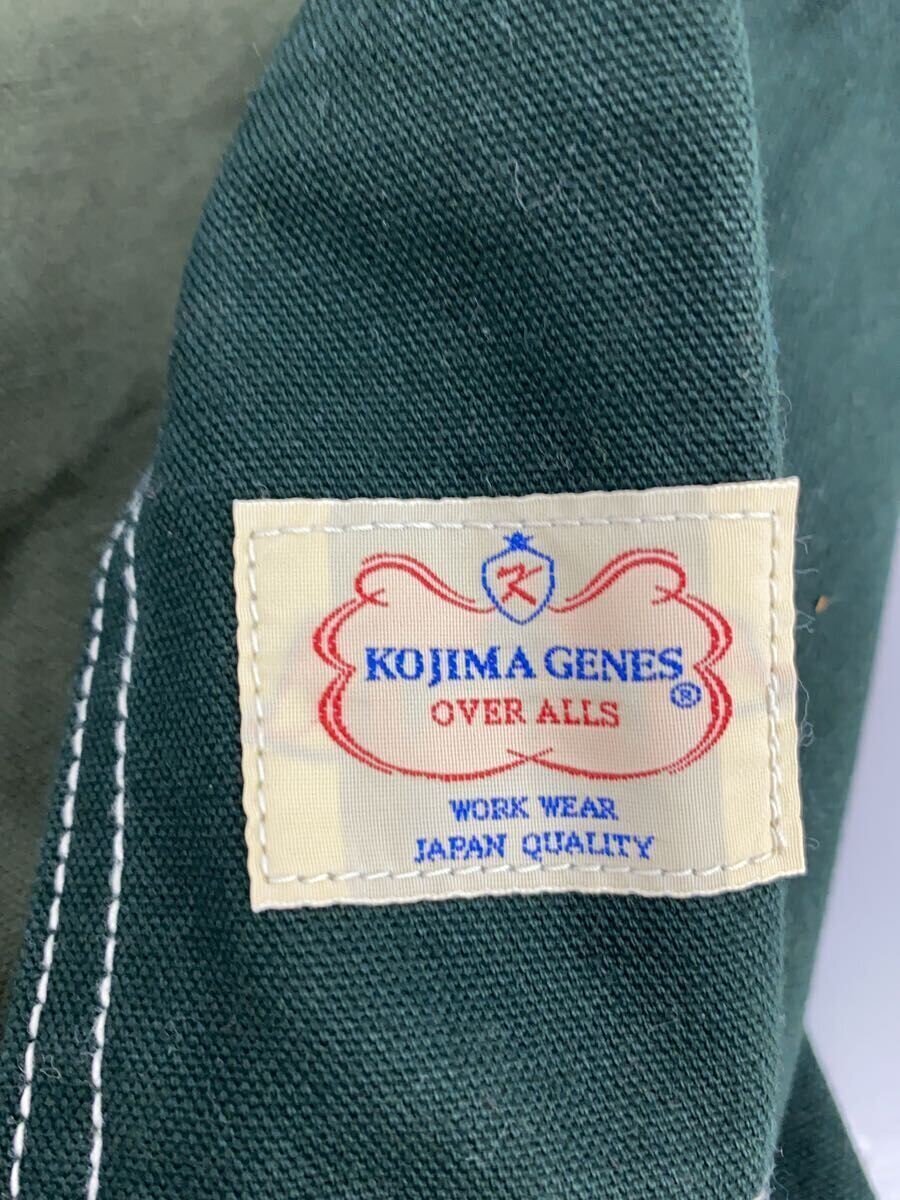 K
KOJIMA GENES®
OVER ALLS
WORK WEAR
JAPAN QUALITY